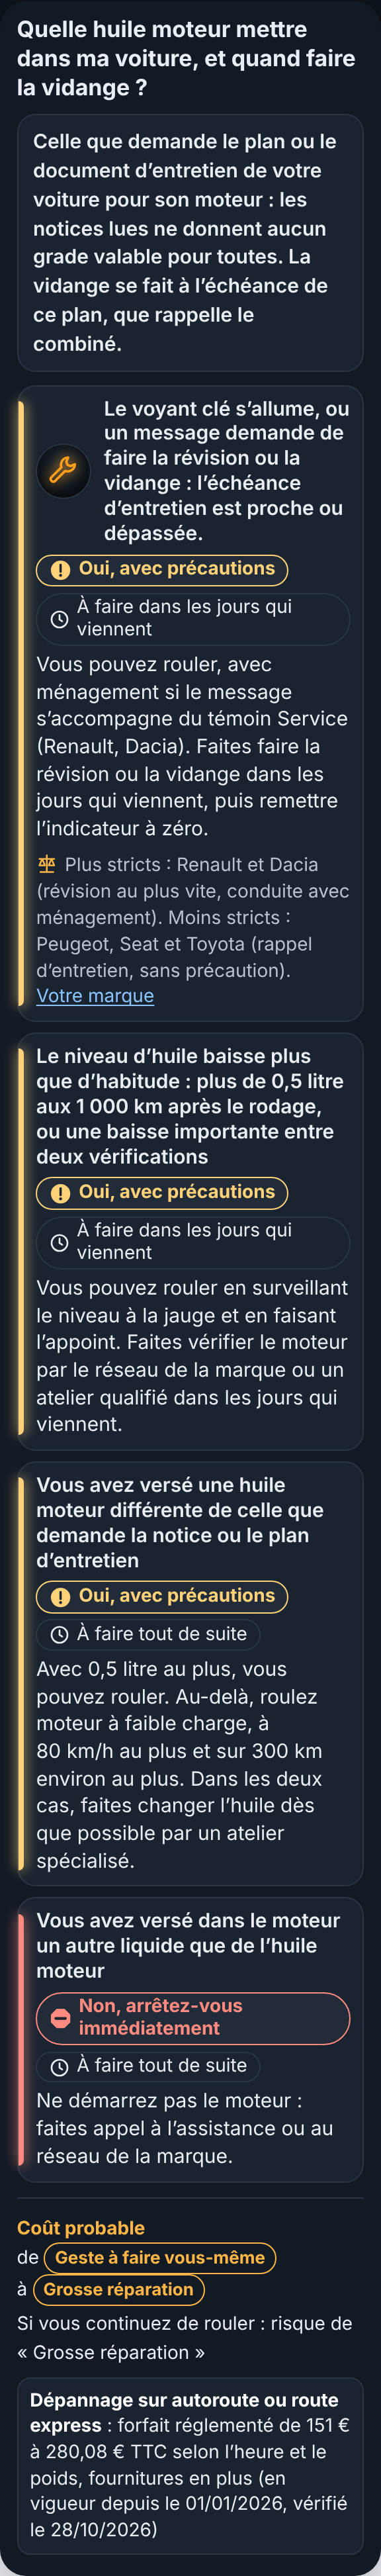 Quelle huile moteur mettre
dans ma voiture, et quand faire
la vidange ?
Celle que demande le plan ou le
document d’entretien de votre
voiture pour son moteur : les
notices lues ne donnent aucun
grade valable pour toutes. La
vidange se fait à l’échéance de
ce plan, que rappelle le
combiné.
Le voyant clé s’allume, ou
un message demande de
faire la révision ou la
vidange : l’échéance
d’entretien est proche ou
dépassée.
Oui, avec précautions
À faire dans les jours qui
viennent
Vous pouvez rouler, avec
ménagement si le message
s’accompagne du témoin Service
(Renault, Dacia). Faites faire la
révision ou la vidange dans les
jours qui viennent, puis remettre
l’indicateur à zéro.
Plus stricts : Renault et Dacia
(révision au plus vite, conduite avec
ménagement). Moins stricts :
Peugeot, Seat et Toyota (rappel
d’entretien, sans précaution).
Votre marque
Le niveau d’huile baisse plus
que d’habitude : plus de 0,5 litre
aux 1 000 km après le rodage,
ou une baisse importante entre
deux vérifications
Oui, avec précautions
À faire dans les jours qui
viennent
Vous pouvez rouler en surveillant
le niveau à la jauge et en faisant
l’appoint. Faites vérifier le moteur
par le réseau de la marque ou un
atelier qualifié dans les jours qui
viennent.
Vous avez versé une huile
moteur différente de celle que
demande la notice ou le plan
d’entretien
Oui, avec précautions
À faire tout de suite
Avec 0,5 litre au plus, vous
pouvez rouler. Au-delà, roulez
moteur à faible charge, à
80 km/h au plus et sur 300 km
environ au plus. Dans les deux
cas, faites changer l’huile dès
que possible par un atelier
spécialisé.
Vous avez versé dans le moteur
un autre liquide que de l’huile
moteur
Non, arrêtez-vous
immédiatement
À faire tout de suite
Ne démarrez pas le moteur :
faites appel à l’assistance ou au
réseau de la marque.
Coût probable
de Geste à faire vous-même
à Grosse réparation
Si vous continuez de rouler : risque de
« Grosse réparation »
Dépannage sur autoroute ou route
express : forfait réglementé de 151 €
à 280,08 € TTC selon l’heure et le
poids, fournitures en plus (en
vigueur depuis le 01/01/2026, vérifié
le 28/10/2026)